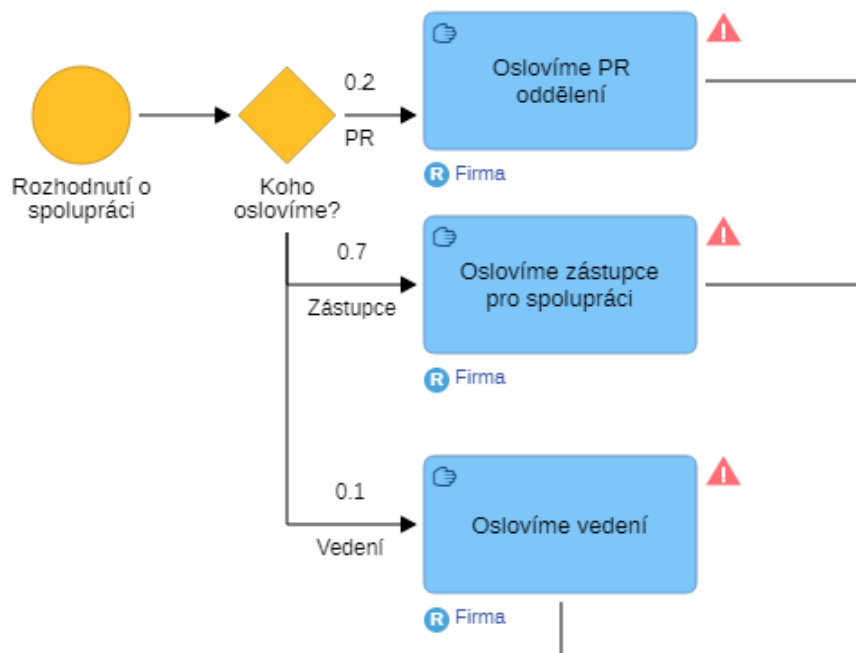 Rozhodnutí o
spolupráci
Koho
oslovíme?
0.2
PR
Oslovíme PR
oddělení
R Firma
0.7
Zástupce
Oslovíme zástupce
pro spolupráci
R Firma
0.1
Vedení
Oslovíme vedení
R Firma